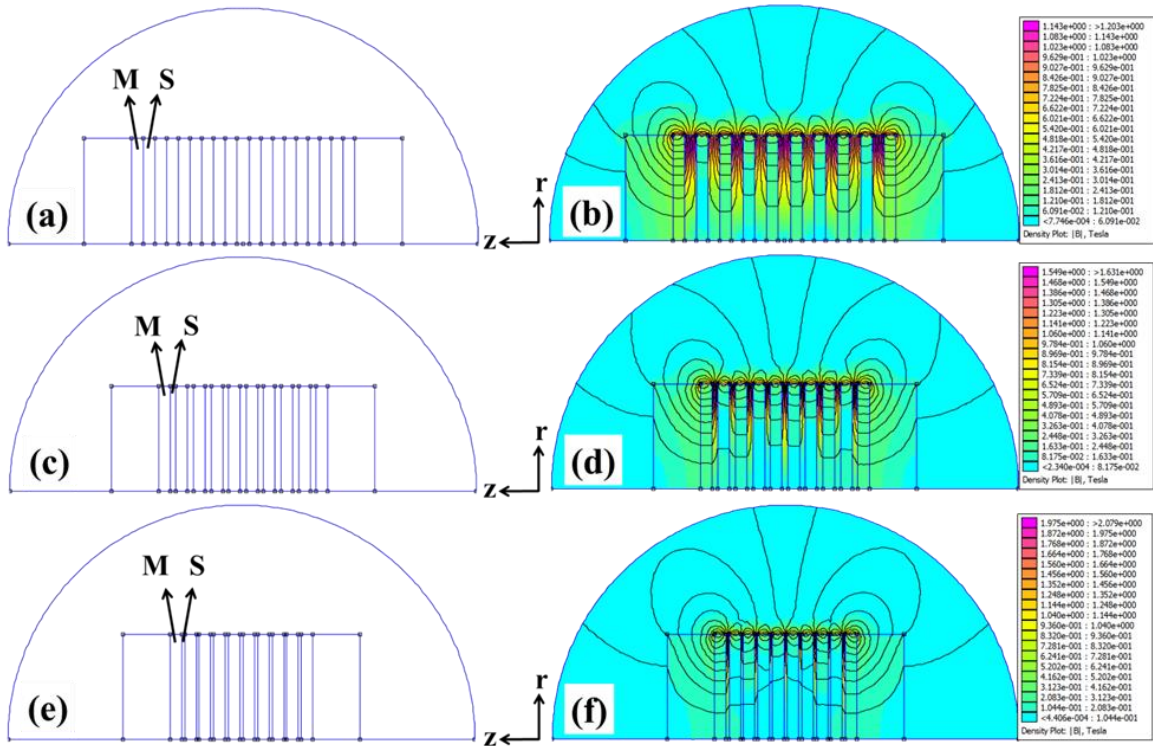 M S
(a)
r
z
(b)
1.143e+000 : >1.203e+000
1.083e+000 : 1.143e+000
1.023e+000 : 1.083e+000
9.629e-001 : 1.023e+000
9.027e-001 : 9.629e-001
8.426e-001 : 9.027e-001
7.825e-001 : 8.426e-001
7.224e-001 : 7.825e-001
6.622e-001 : 7.224e-001
6.021e-001 : 6.622e-001
5.420e-001 : 6.021e-001
4.818e-001 : 5.420e-001
4.217e-001 : 4.818e-001
3.616e-001 : 4.217e-001
3.014e-001 : 3.616e-001
2.413e-001 : 3.014e-001
1.812e-001 : 2.413e-001
1.210e-001 : 1.812e-001
6.091e-002 : 1.210e-001
<7.746e-004 : 6.091e-002
Density Plot: |B|, Tesla
M S
(c)
r
z
(d)
1.549e+000 : >1.631e+000
1.468e+000 : 1.549e+000
1.386e+000 : 1.468e+000
1.305e+000 : 1.386e+000
1.223e+000 : 1.305e+000
1.141e+000 : 1.223e+000
1.060e+000 : 1.141e+000
9.784e-001 : 1.060e+000
8.969e-001 : 9.784e-001
8.154e-001 : 8.969e-001
7.339e-001 : 8.154e-001
6.524e-001 : 7.339e-001
5.709e-001 : 6.524e-001
4.893e-001 : 5.709e-001
4.078e-001 : 4.893e-001
3.263e-001 : 4.078e-001
2.448e-001 : 3.263e-001
1.633e-001 : 2.448e-001
8.175e-002 : 1.633e-001
<2.340e-004 : 8.175e-002
Density Plot: |B|, Tesla
M S
(e)
r
z
(f)
1.975e+000 : >2.079e+000
1.872e+000 : 1.975e+000
1.768e+000 : 1.872e+000
1.664e+000 : 1.768e+000
1.560e+000 : 1.664e+000
1.456e+000 : 1.560e+000
1.352e+000 : 1.456e+000
1.248e+000 : 1.352e+000
1.144e+000 : 1.248e+000
1.040e+000 : 1.144e+000
9.360e-001 : 1.040e+000
8.320e-001 : 9.360e-001
7.281e-001 : 8.320e-001
6.241e-001 : 7.281e-001
5.202e-001 : 6.241e-001
4.162e-001 : 5.202e-001
3.123e-001 : 4.162e-001
2.083e-001 : 3.123e-001
1.044e-001 : 2.083e-001
<4.406e-004 : 1.044e-001
Density Plot: |B|, Tesla